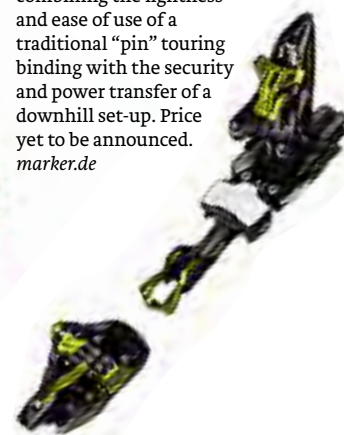 combining the lightness
and ease of use of a
traditional “pin” touring
binding with the security
and power transfer of a
downhill set-up. Price
yet to be announced.
marker.de